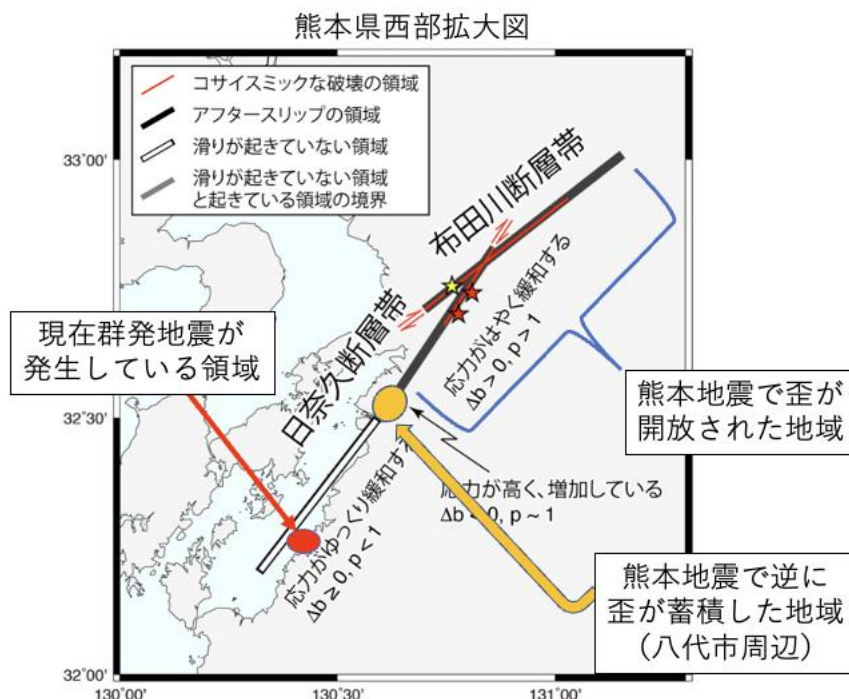 熊本県西部拡大図
コサイスミックな破壊の領域
アフタースリップの領域
滑りが起きていない領域
滑りが起きていない領域
と起きている領域の境界
33°00'
布田川断層帯
日奈久断層帯
応力がはやく緩和する
Δb > 0, p > 1
現在群発地震が
発生している領域
32°30'
熊本地震で歪が
開放された地域
応力が高く、増加している
Δb < 0, p ~ 1
応力がゆっくり緩和する
Δb ≥ 0, p < 1
熊本地震で逆に
歪が蓄積した地域
（八代市周辺）
32°00'
130°00'
130°30'
131°00'